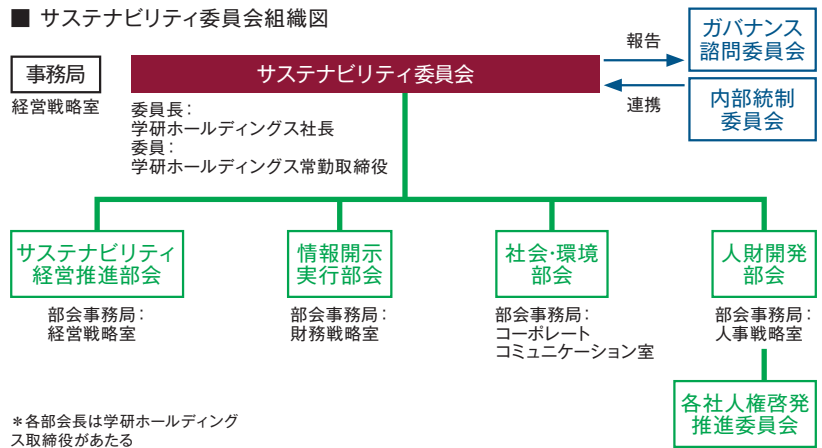 ■ サステナビリティ委員会組織図
事務局
経営戦略室
サステナビリティ委員会
委員長：
学研ホールディングス社長
委員：
学研ホールディングス常勤取締役
報告
連携
ガバナンス
諮問委員会
内部統制
委員会
サステナビリティ
経営推進部会
部会事務局：
経営戦略室
情報開示
実行部会
部会事務局：
財務戦略室
社会・環境
部会
部会事務局：
コーポレート
コミュニケーション室
人財開発
部会
部会事務局：
人事戦略室
各社人権啓発
推進委員会
＊各部会長は学研ホールディング
ス取締役があたる